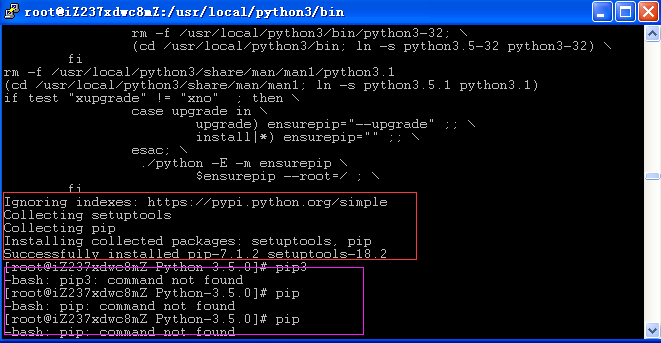 root@iZ237xdwc8mZ:/usr/local/python3/bin
rm -f /usr/local/python3/bin/python3-32; \
(cd /usr/local/python3/bin; ln -s python3.5-32 python3-32) \
fi
rm -f /usr/local/python3/share/man/man1/python3.1
(cd /usr/local/python3/share/man/man1; ln -s python3.5.1 python3.1)
if test "xupgrade" != "xno"  ; then \
case upgrade in \
upgrade) ensurepip="--upgrade" ;; \
install|*) ensurepip="" ;; \
esac; \
./python -E -m ensurepip \
$ensurepip --root=/ ; \
fi
Ignoring indexes: https://pypi.python.org/simple
Collecting setuptools
Collecting pip
Installing collected packages: setuptools, pip
Successfully installed pip-7.1.2 setuptools-18.2
[root@iZ237xdwc8mZ Python-3.5.0]# pip3
-bash: pip3: command not found
[root@iZ237xdwc8mZ Python-3.5.0]# pip
-bash: pip: command not found
[root@iZ237xdwc8mZ Python-3.5.0]# pip
-bash: pip: command not found